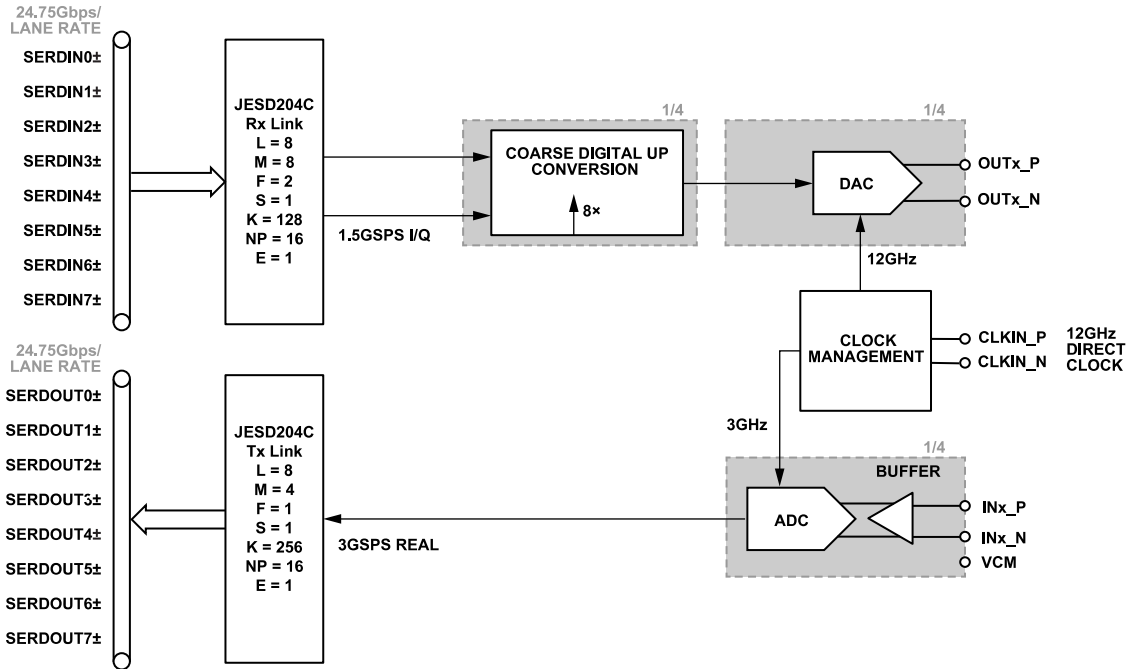 24.75Gbps/
LANE RATE
SERDIN0±
SERDIN1±
SERDIN2±
SERDIN3±
SERDIN4±
SERDIN5±
SERDIN6±
SERDIN7±
JESD204C
Rx Link
L = 8
M = 8
F = 2
S = 1
K = 128
NP = 16
E = 1
1.5GSPS I/Q
1/4
COARSE DIGITAL UP
CONVERSION
8×
1/4
DAC
OUTx_P
OUTx_N
12GHz
CLOCK
MANAGEMENT
CLKIN_P
CLKIN_N
12GHz
DIRECT
CLOCK
3GHz
24.75Gbps/
LANE RATE
SERDOUT0±
SERDOUT1±
SERDOUT2±
SERDOUT3±
SERDOUT4±
SERDOUT5±
SERDOUT6±
SERDOUT7±
JESD204C
Tx Link
L = 8
M = 4
F = 1
S = 1
K = 256
NP = 16
E = 1
3GSPS REAL
1/4
BUFFER
ADC
INx_P
INx_N
VCM